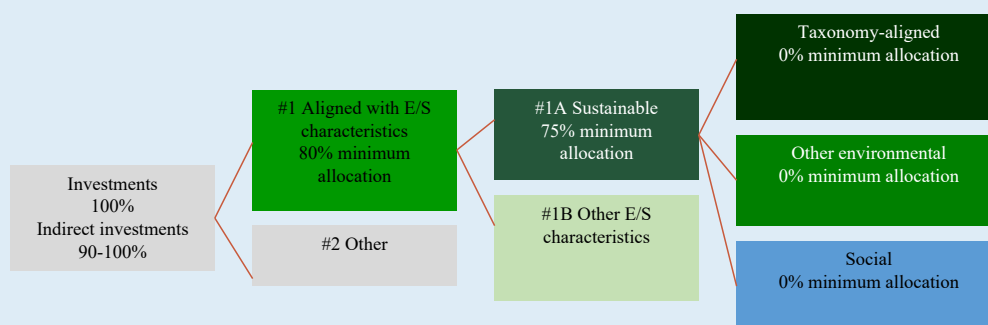 Investments
100%
Indirect investments
90-100%
#1 Aligned with E/S
characteristics
80% minimum
allocation
#2 Other
#1A Sustainable
75% minimum
allocation
#1B Other E/S
characteristics
Taxonomy-aligned
0% minimum allocation
Other environmental
0% minimum allocation
Social
0% minimum allocation